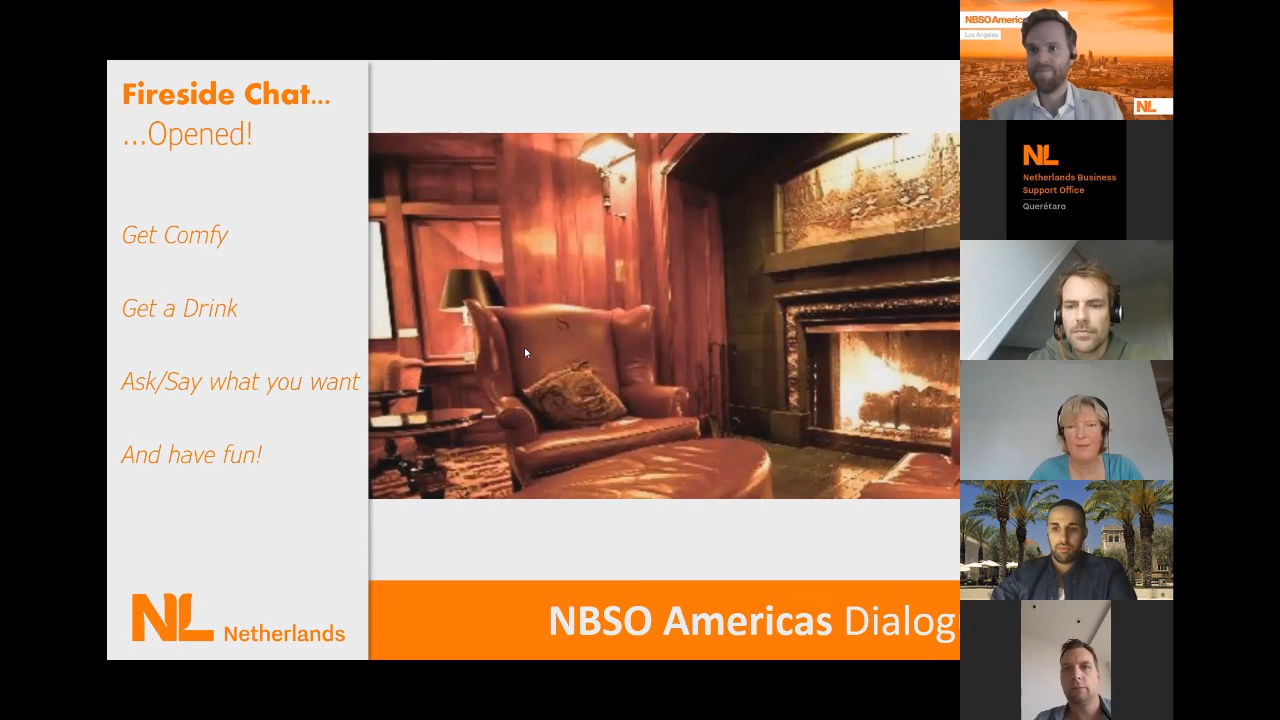 Fireside Chat...
...Opened!
Get Comfy
Get a Drink
Ask/Say what you want
And have fun!
NL Netherlands
NBSO Americas Dialog
S
NBSO Americ
Los Angeles
NL
NL
Netherlands Business
Support Office
Querétaro